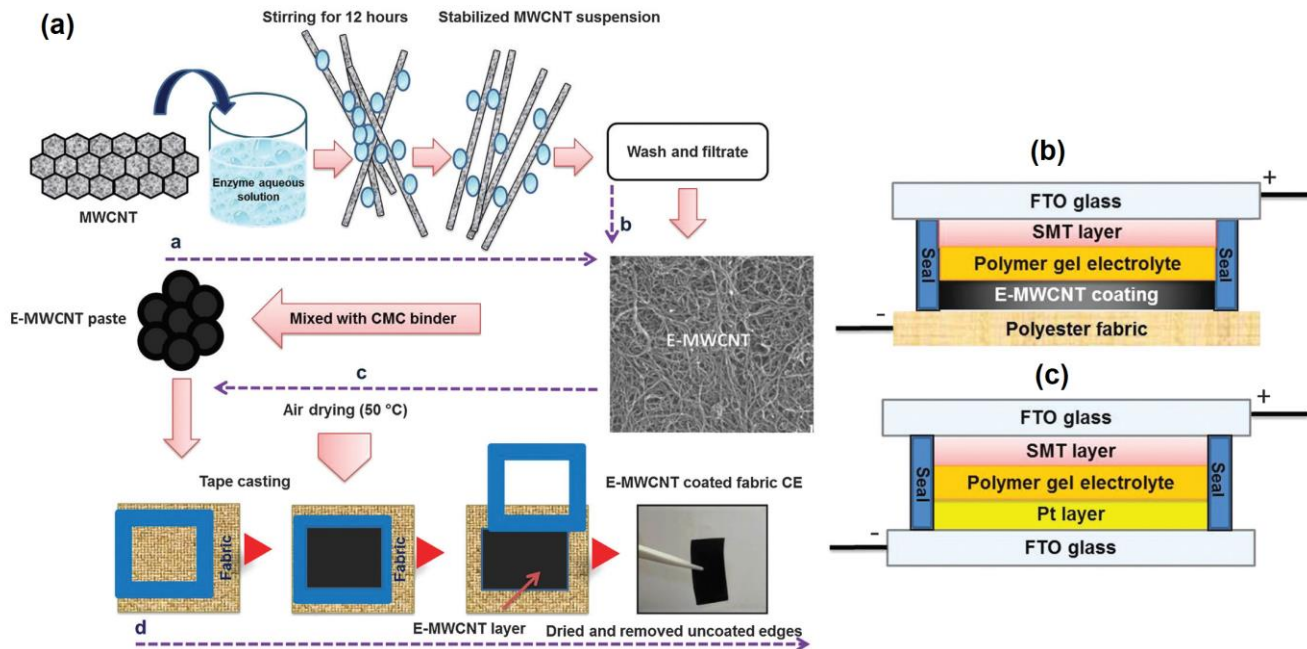 (a)
Stirring for 12 hours
Stabilized MWCNT suspension
MWCNT
Enzyme aqueous
solution
Wash and filtrate
a
b
E-MWCNT paste
Mixed with CMC binder
E-MWCNT
c
Air drying (50 °C)
Tape casting
E-MWCNT coated fabric CE
Fabric
Fabric
E-MWCNT layer
Dried and removed uncoated edges
d
(b)
+
FTO glass
SMT layer
Seal
Polymer gel electrolyte
Seal
E-MWCNT coating
-
Polyester fabric
(c)
+
FTO glass
SMT layer
Seal
Polymer gel electrolyte
Seal
Pt layer
-
FTO glass